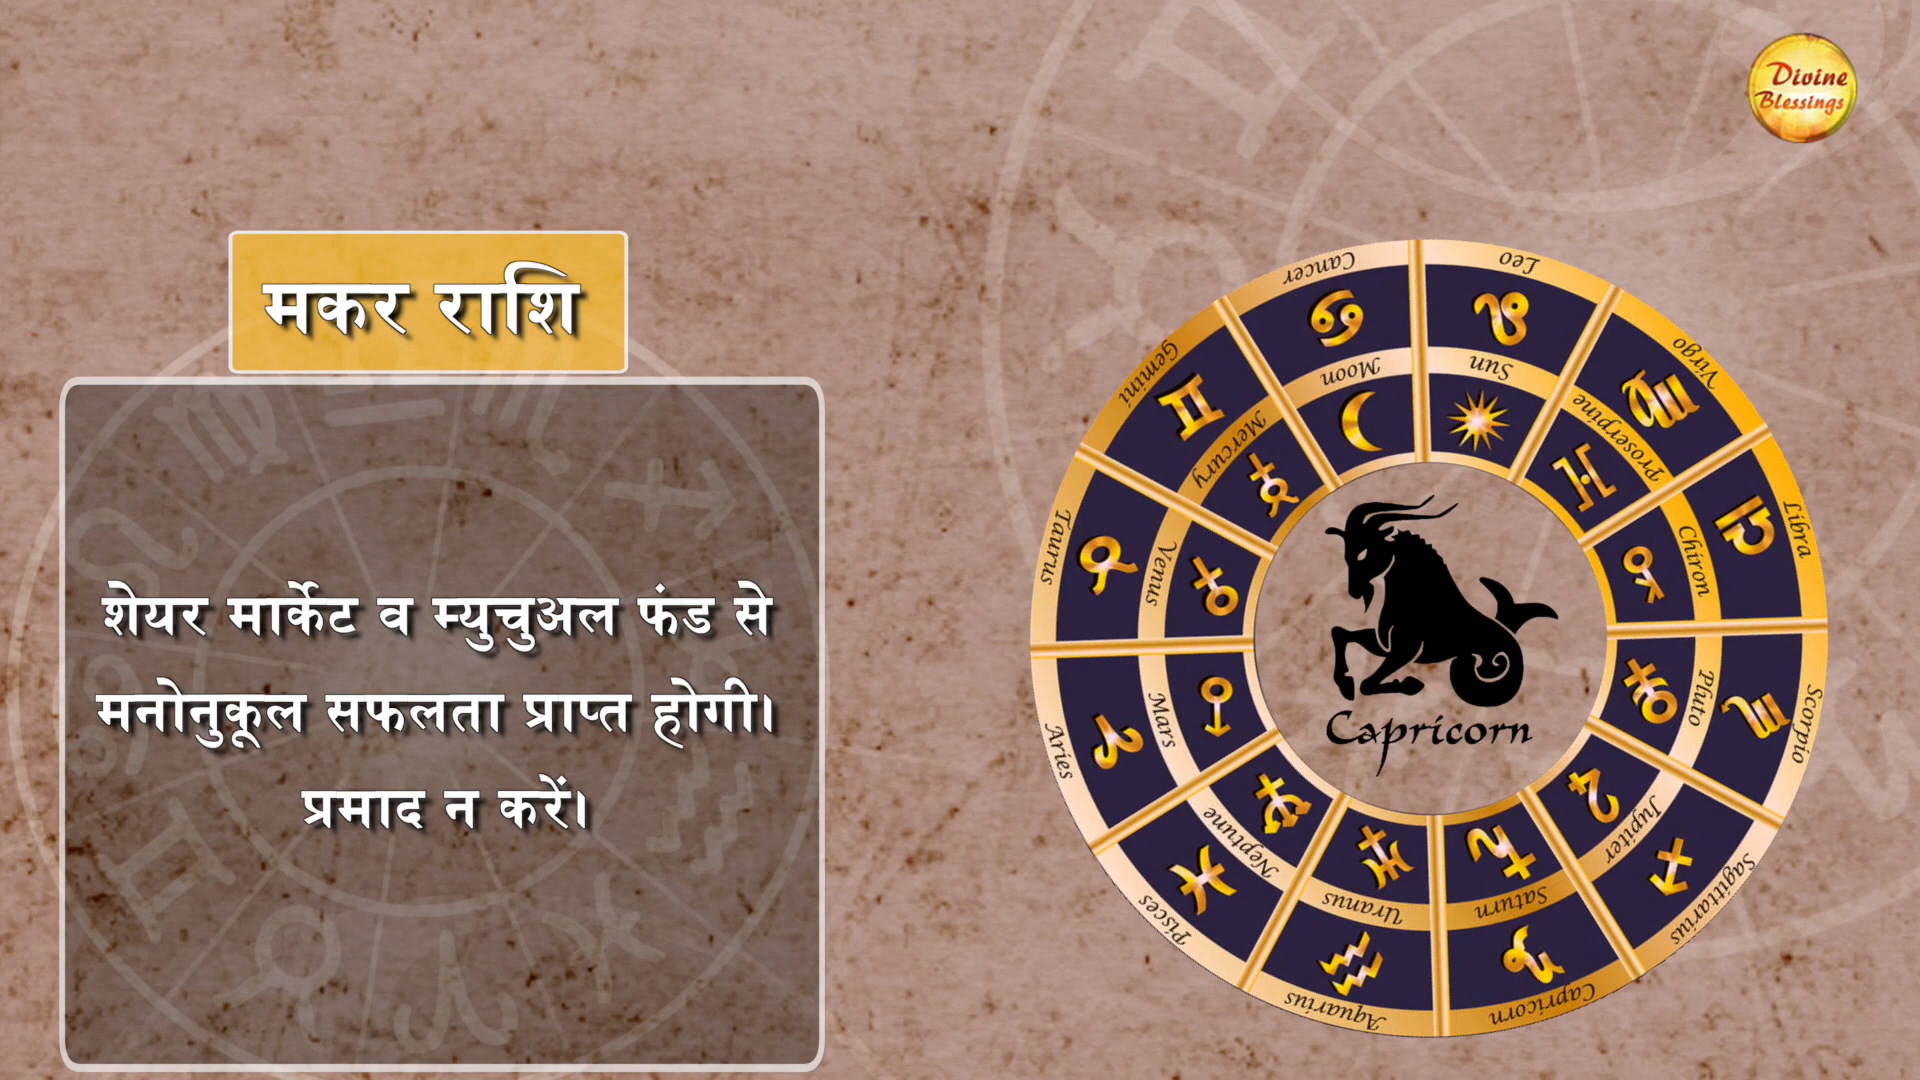 Divine
Blessings
मकर राशि
शेयर मार्केट व म्युचुअल फंड से
मनोनुकूल सफलता प्राप्त होगी।
प्रमाद न करें।
Cancer
Leo
Virgo
Libra
Scorpio
Sagittarius
Capricorn
Aquarius
Pisces
Aries
Taurus
Gemini
Moon
Sun
Proserpine
Chiron
Pluto
Jupiter
Saturn
Uranus
Neptune
Mars
Venus
Mercury
Capricorn